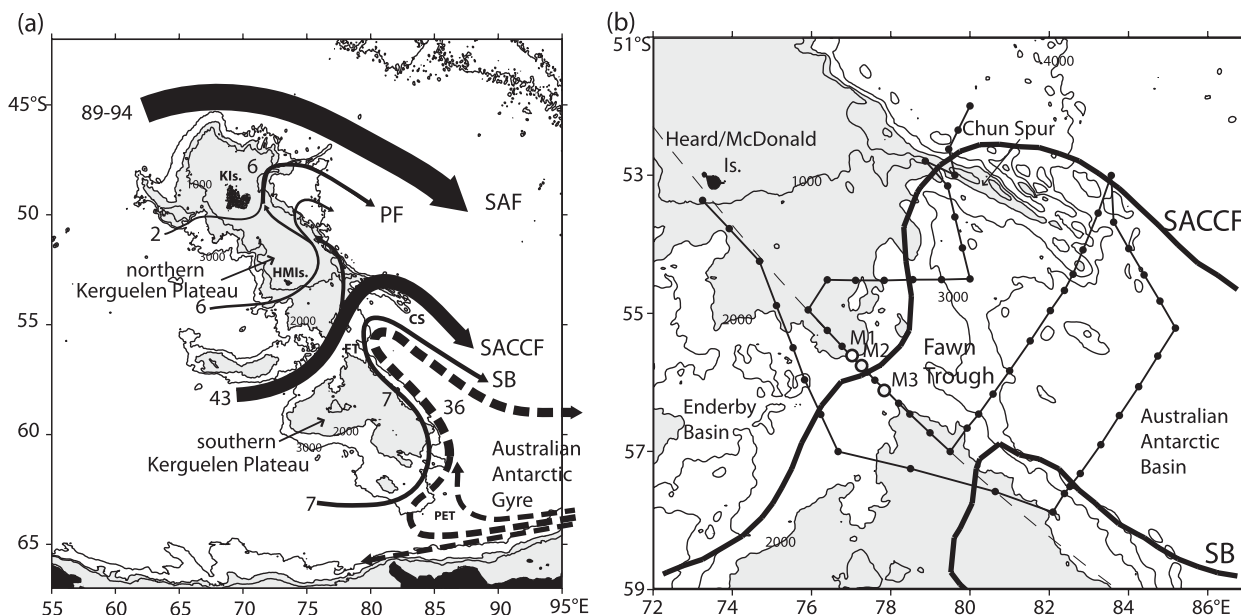 (a)
45°S
50
55
60
65
55
60
65
70
75
80
85
90
95°E
89-94
SAF
6
KIs.
1000
PF
2
3000
northern
Kerguelen Plateau
HMIs.
6
2000
CS
SACCF
FT
SB
43
7
36
southern
Kerguelen Plateau
2000
3000
Australian
Antarctic
Gyre
7
PET
(b)
51°S
53
55
57
59
72
74
76
78
80
82
84
86°E
4000
Heard/McDonald
Is.
1000
Chun Spur
SACCF
3000
2000
M1
M2
M3
Fawn
Trough
Enderby
Basin
Australian
Antarctic
Basin
2000
SB